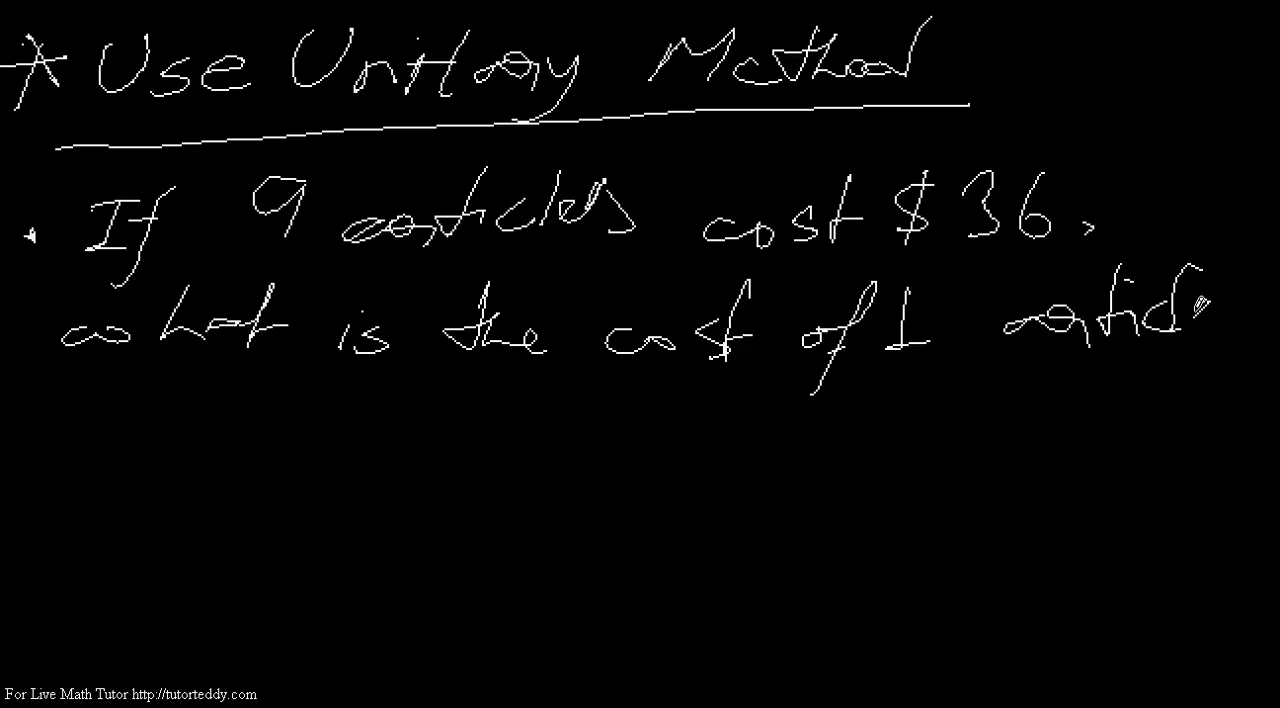 * Use Unitary Method
. If 9 articles cost $36.
what is the cost of 1 article
For Live Math Tutor http://tutorteddy.com